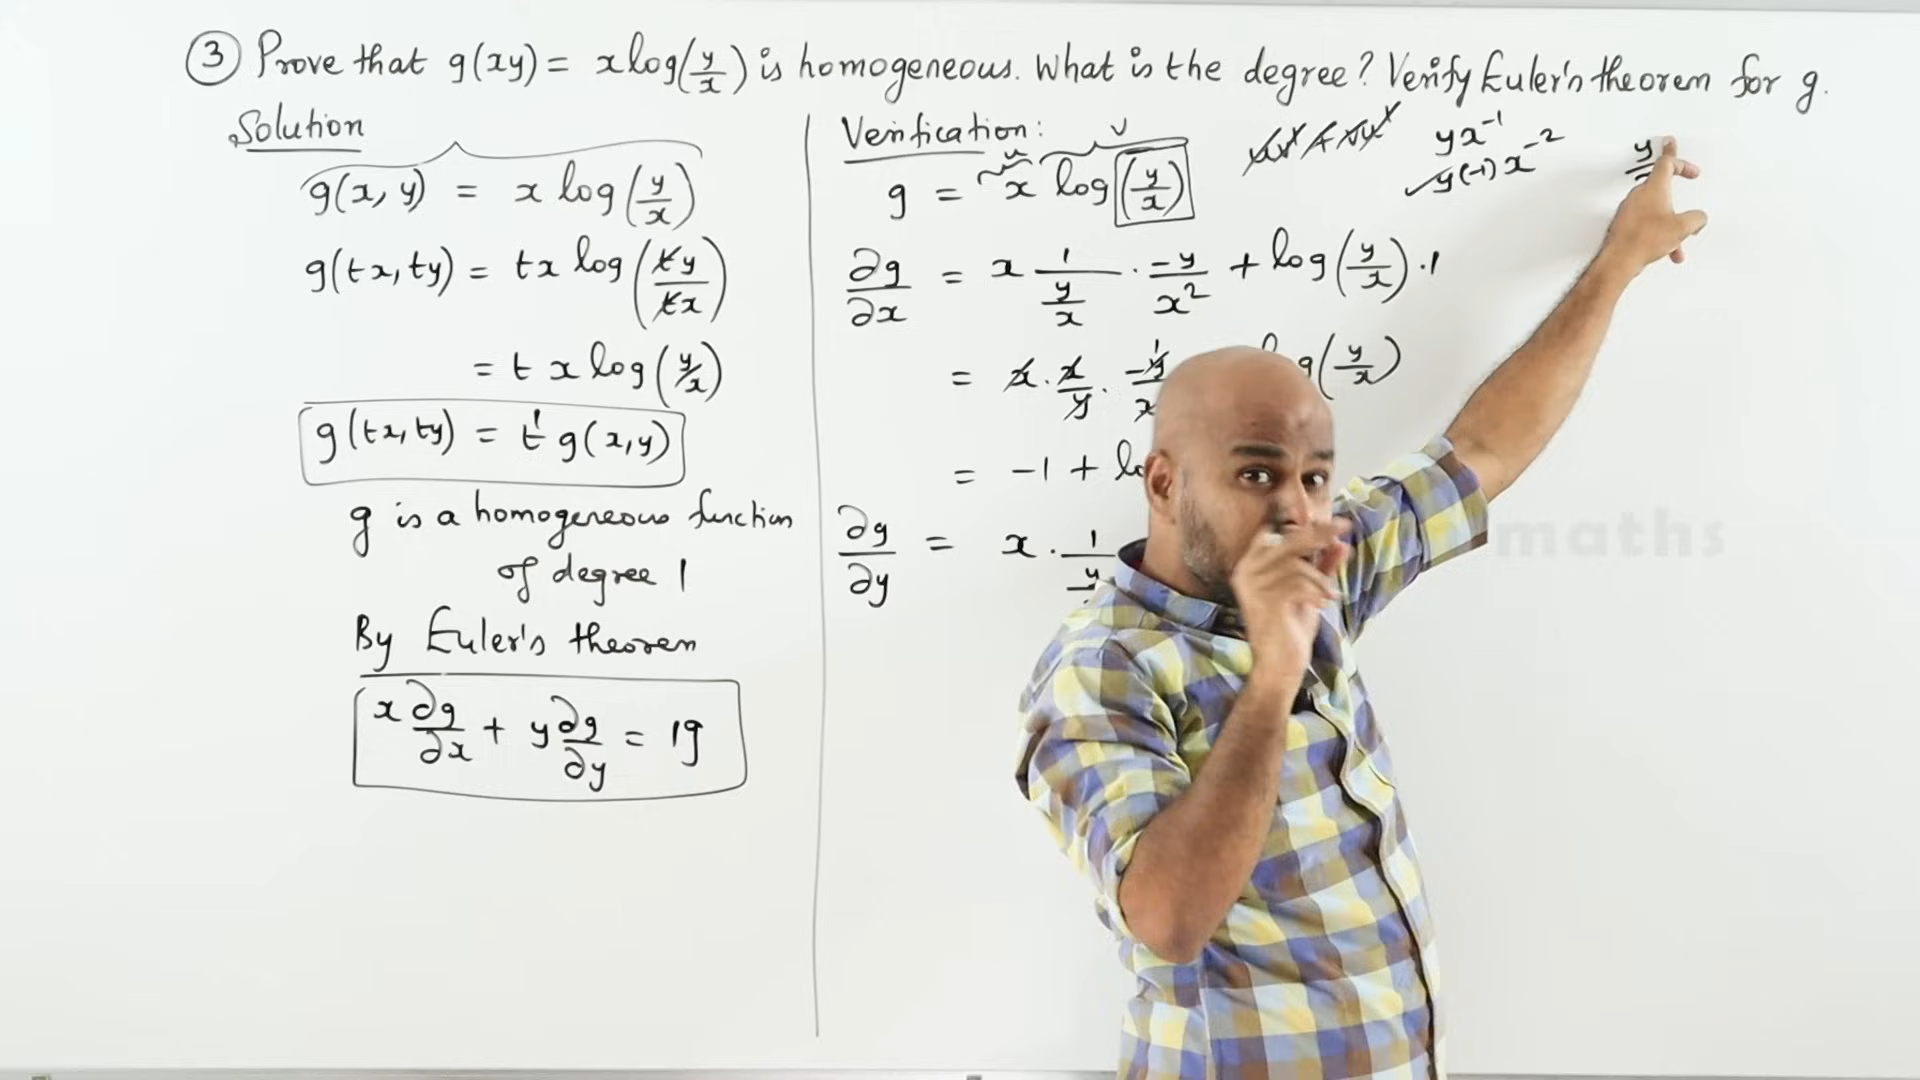 ③ Prove that g(xy) = x log(y/x) is homogeneous. What is the degree? Verify Euler's theorem for g.
Solution
g(x, y) = x log(y/x)
g(tx, ty) = tx log(ty/tx)
= t x log(y/x)
g(tx, ty) = t¹ g(x, y)
g is a homogeneous function
of degree 1
By Euler's theorem
x ∂g/∂x + y ∂g/∂y = 1g
Verification:
u v
g = x log(y/x)
yx⁻¹
y(-1)x⁻²
y
∂g/∂x = x 1/(y/x) · -y/x² + log(y/x) · 1
= x · x/y · -y/x g(y/x)
= -1 + lo
∂g/∂y = x · 1/y
maths